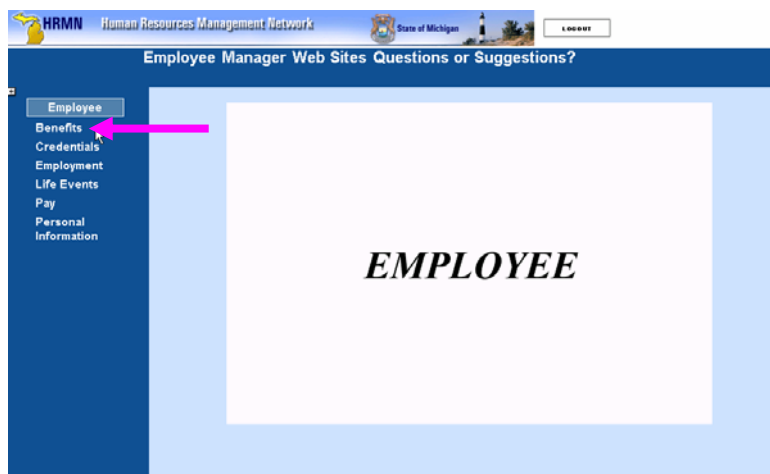 HRMN Human Resources Management Network State of Michigan LOGOUT
Employee Manager Web Sites Questions or Suggestions?
Employee
Benefits
Credentials
Employment
Life Events
Pay
Personal
Information
EMPLOYEE